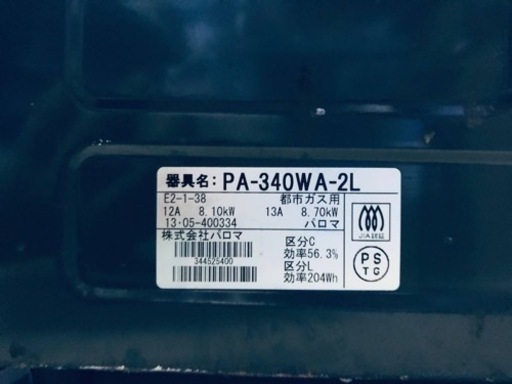 器具名: PA-340WA-2L
E2-1-38 都市ガス用
12A 8.10kW 13A 8.70kW
13・05-400334 パロマ
株式会社パロマ
区分C
効率56.3%
344525400
区分L
効率204Wh
JIA認証
PS
TG